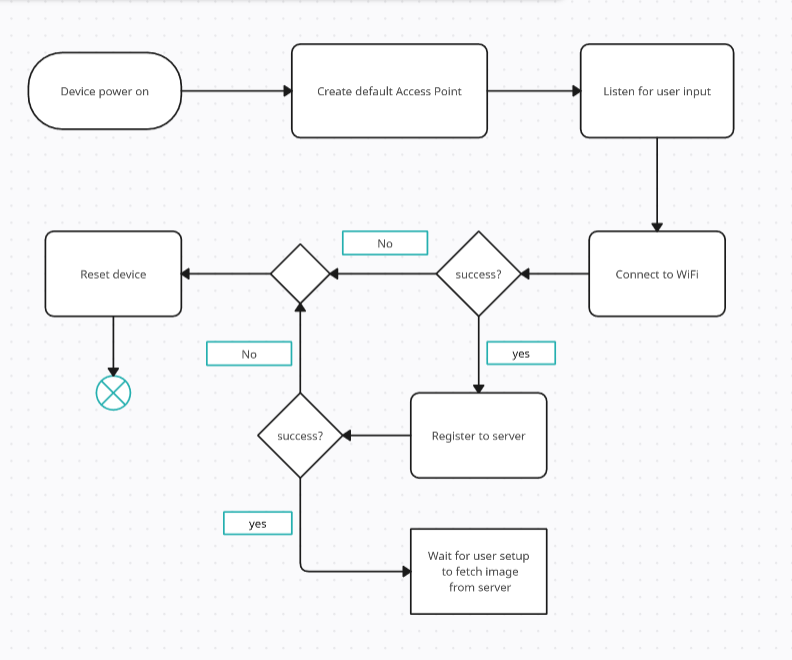 Device power on
Create default Access Point
Listen for user input
No
Reset device
success?
Connect to WiFi
No
yes
success?
Register to server
yes
Wait for user setup
to fetch image
from server